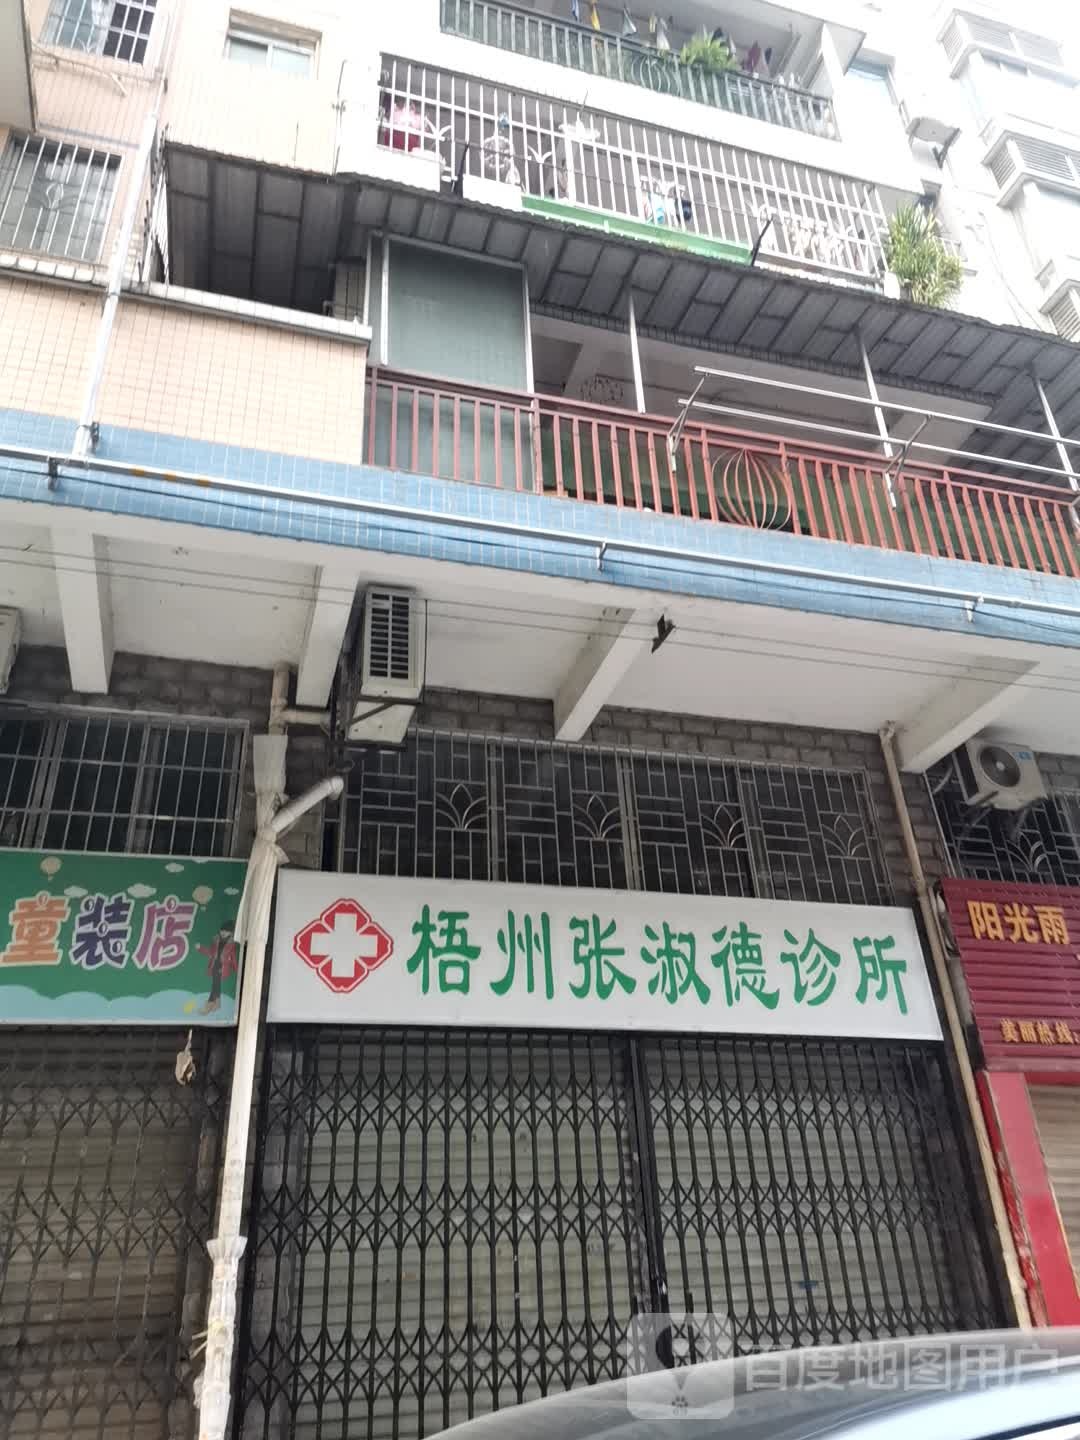 童装店
梧州张淑德诊所
阳光雨
美丽热线
百度地图用户